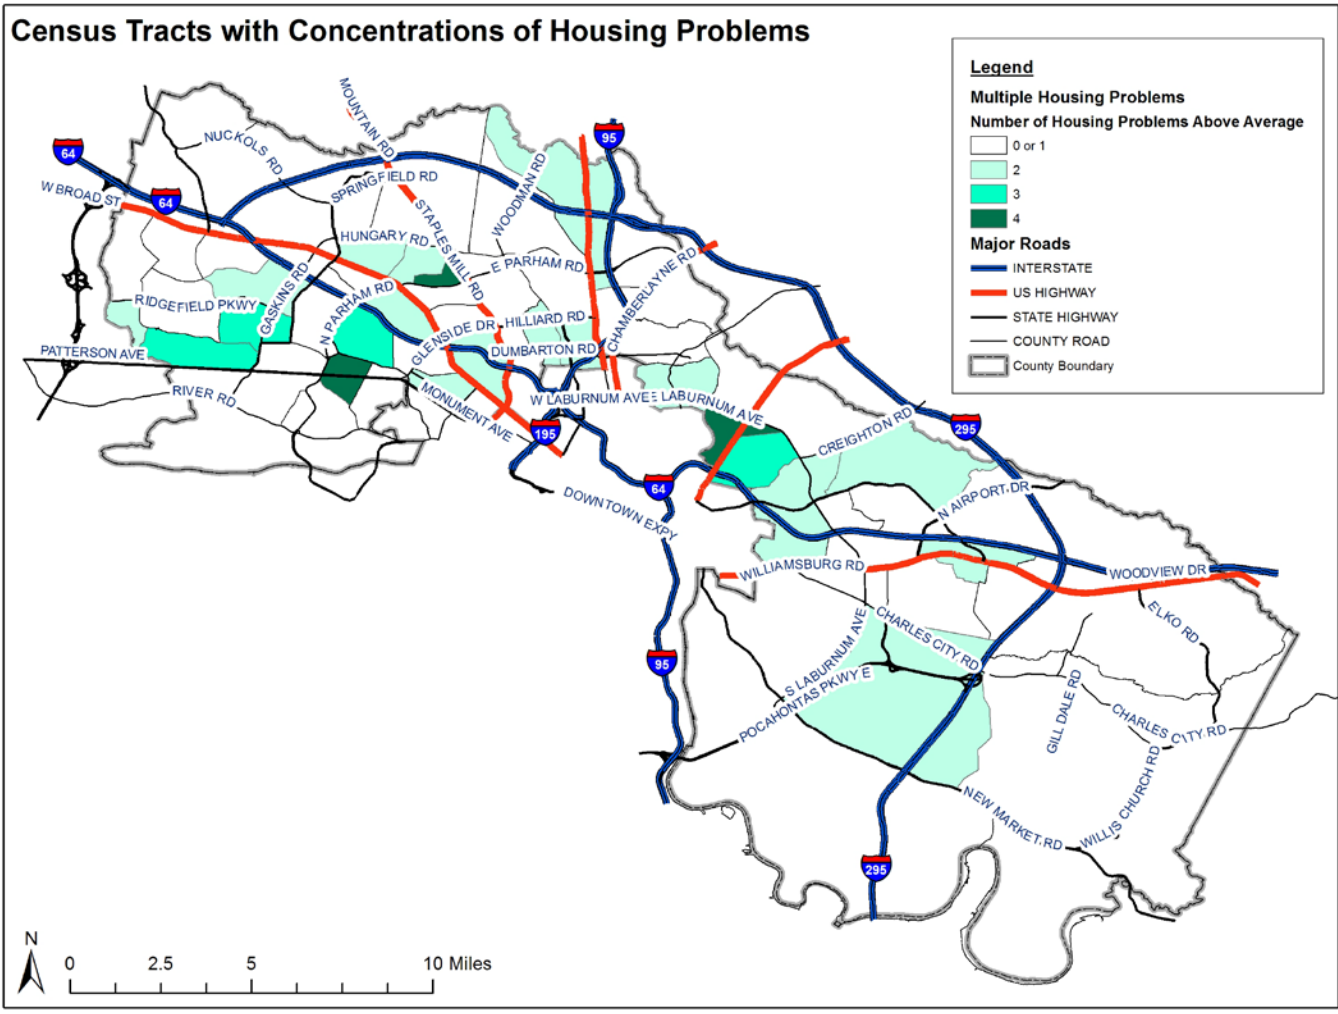 Census Tracts with Concentrations of Housing Problems
Legend
Multiple Housing Problems
Number of Housing Problems Above Average
0 or 1
2
3
4
Major Roads
INTERSTATE
US HIGHWAY
STATE HIGHWAY
COUNTY ROAD
County Boundary
MOUNTAIN RD
NUCKOLS RD
95
64
W BROAD ST
64
SPRINGFIELD RD
WOODMAN RD
STAPLES MILL RD
HUNGARY RD
E PARHAM RD
CHAMBERLAYNE RD
GASKINS RD
N PARHAM RD
RIDGEFIELD PKWY
GLENSIDE DR
HILLIARD RD
PATTERSON AVE
DUMBARTON RD
RIVER RD
MONUMENT AVE
W LABURNUM AVE
E LABURNUM AVE
195
CREIGHTON RD
295
64
DOWNTOWN EXPY
N AIRPORT DR
WILLIAMSBURG RD
WOODVIEW DR
ELKO RD
CHARLES CITY RD
S LABURNUM AVE
95
POCAHONTAS PKWY E
GILL DALE RD
CHARLES CITY RD
WILLIS CHURCH RD
NEW MARKET RD
295
N
0 2.5 5 10 Miles